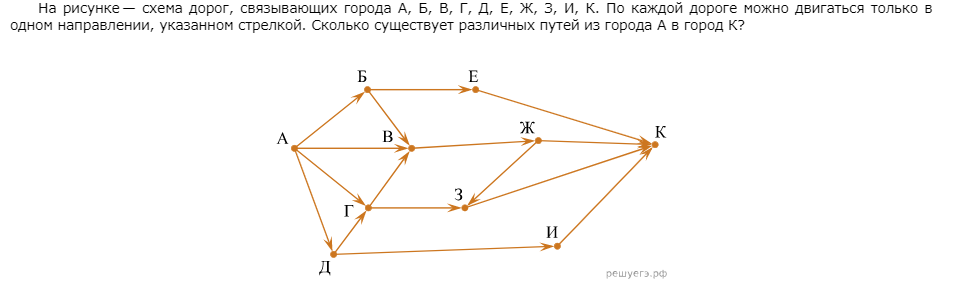 На рисунке — схема дорог, связывающих города А, Б, В, Г, Д, Е, Ж, З, И, К. По каждой дороге можно двигаться только в
одном направлении, указанном стрелкой. Сколько существует различных путей из города А в город К?
Б
Е
А
В
Ж
К
Г
З
Д
И
решуегэ.рф